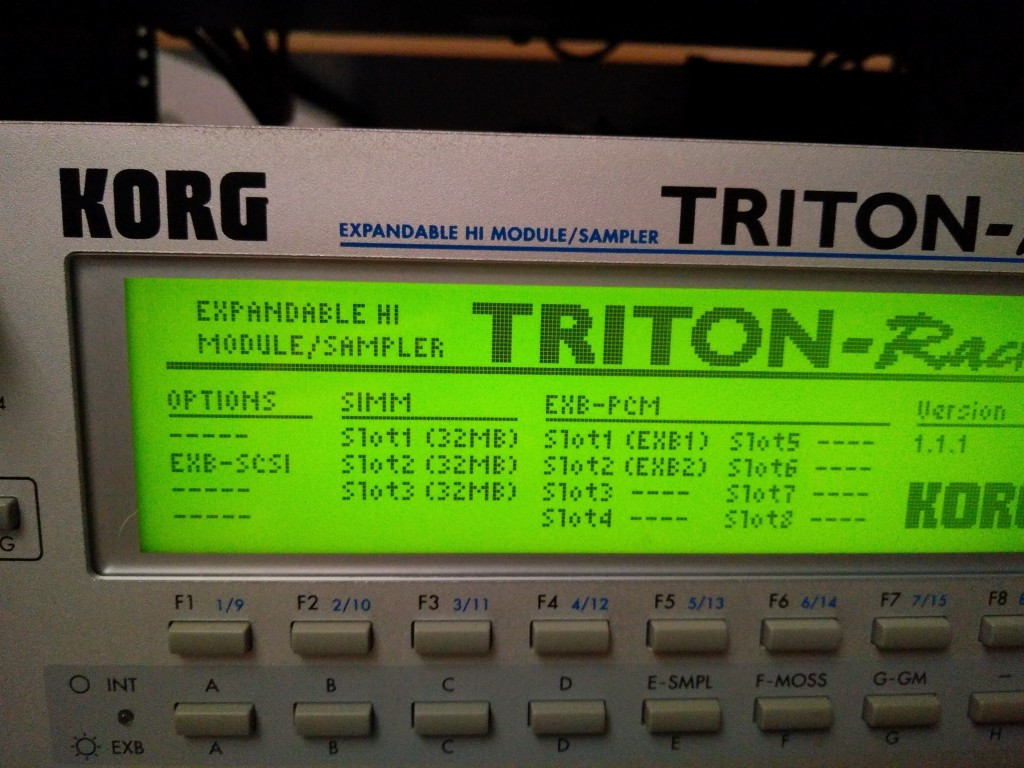 KORG
EXPANDABLE HI MODULE/SAMPLER TRITON-
EXPANDABLE HI
MODULE/SAMPLER
TRITON-Rack
OPTIONS SIMM EXB-PCM Version
----- Slot1 (32MB) Slot1 (EXB1) Slot5 ---- 1.1.1
EXB-SCSI Slot2 (32MB) Slot2 (EXB2) Slot6 ----
----- Slot3 (32MB) Slot3 ---- Slot7 ---- KORG
----- Slot4 ---- Slot8 ----
4
G
F1 1/9 F2 2/10 F3 3/11 F4 4/12 F5 5/13 F6 6/14 F7 7/15 F8
INT A B C D E-SMPL F-MOSS G-GM –
EXB A B C D E F G H